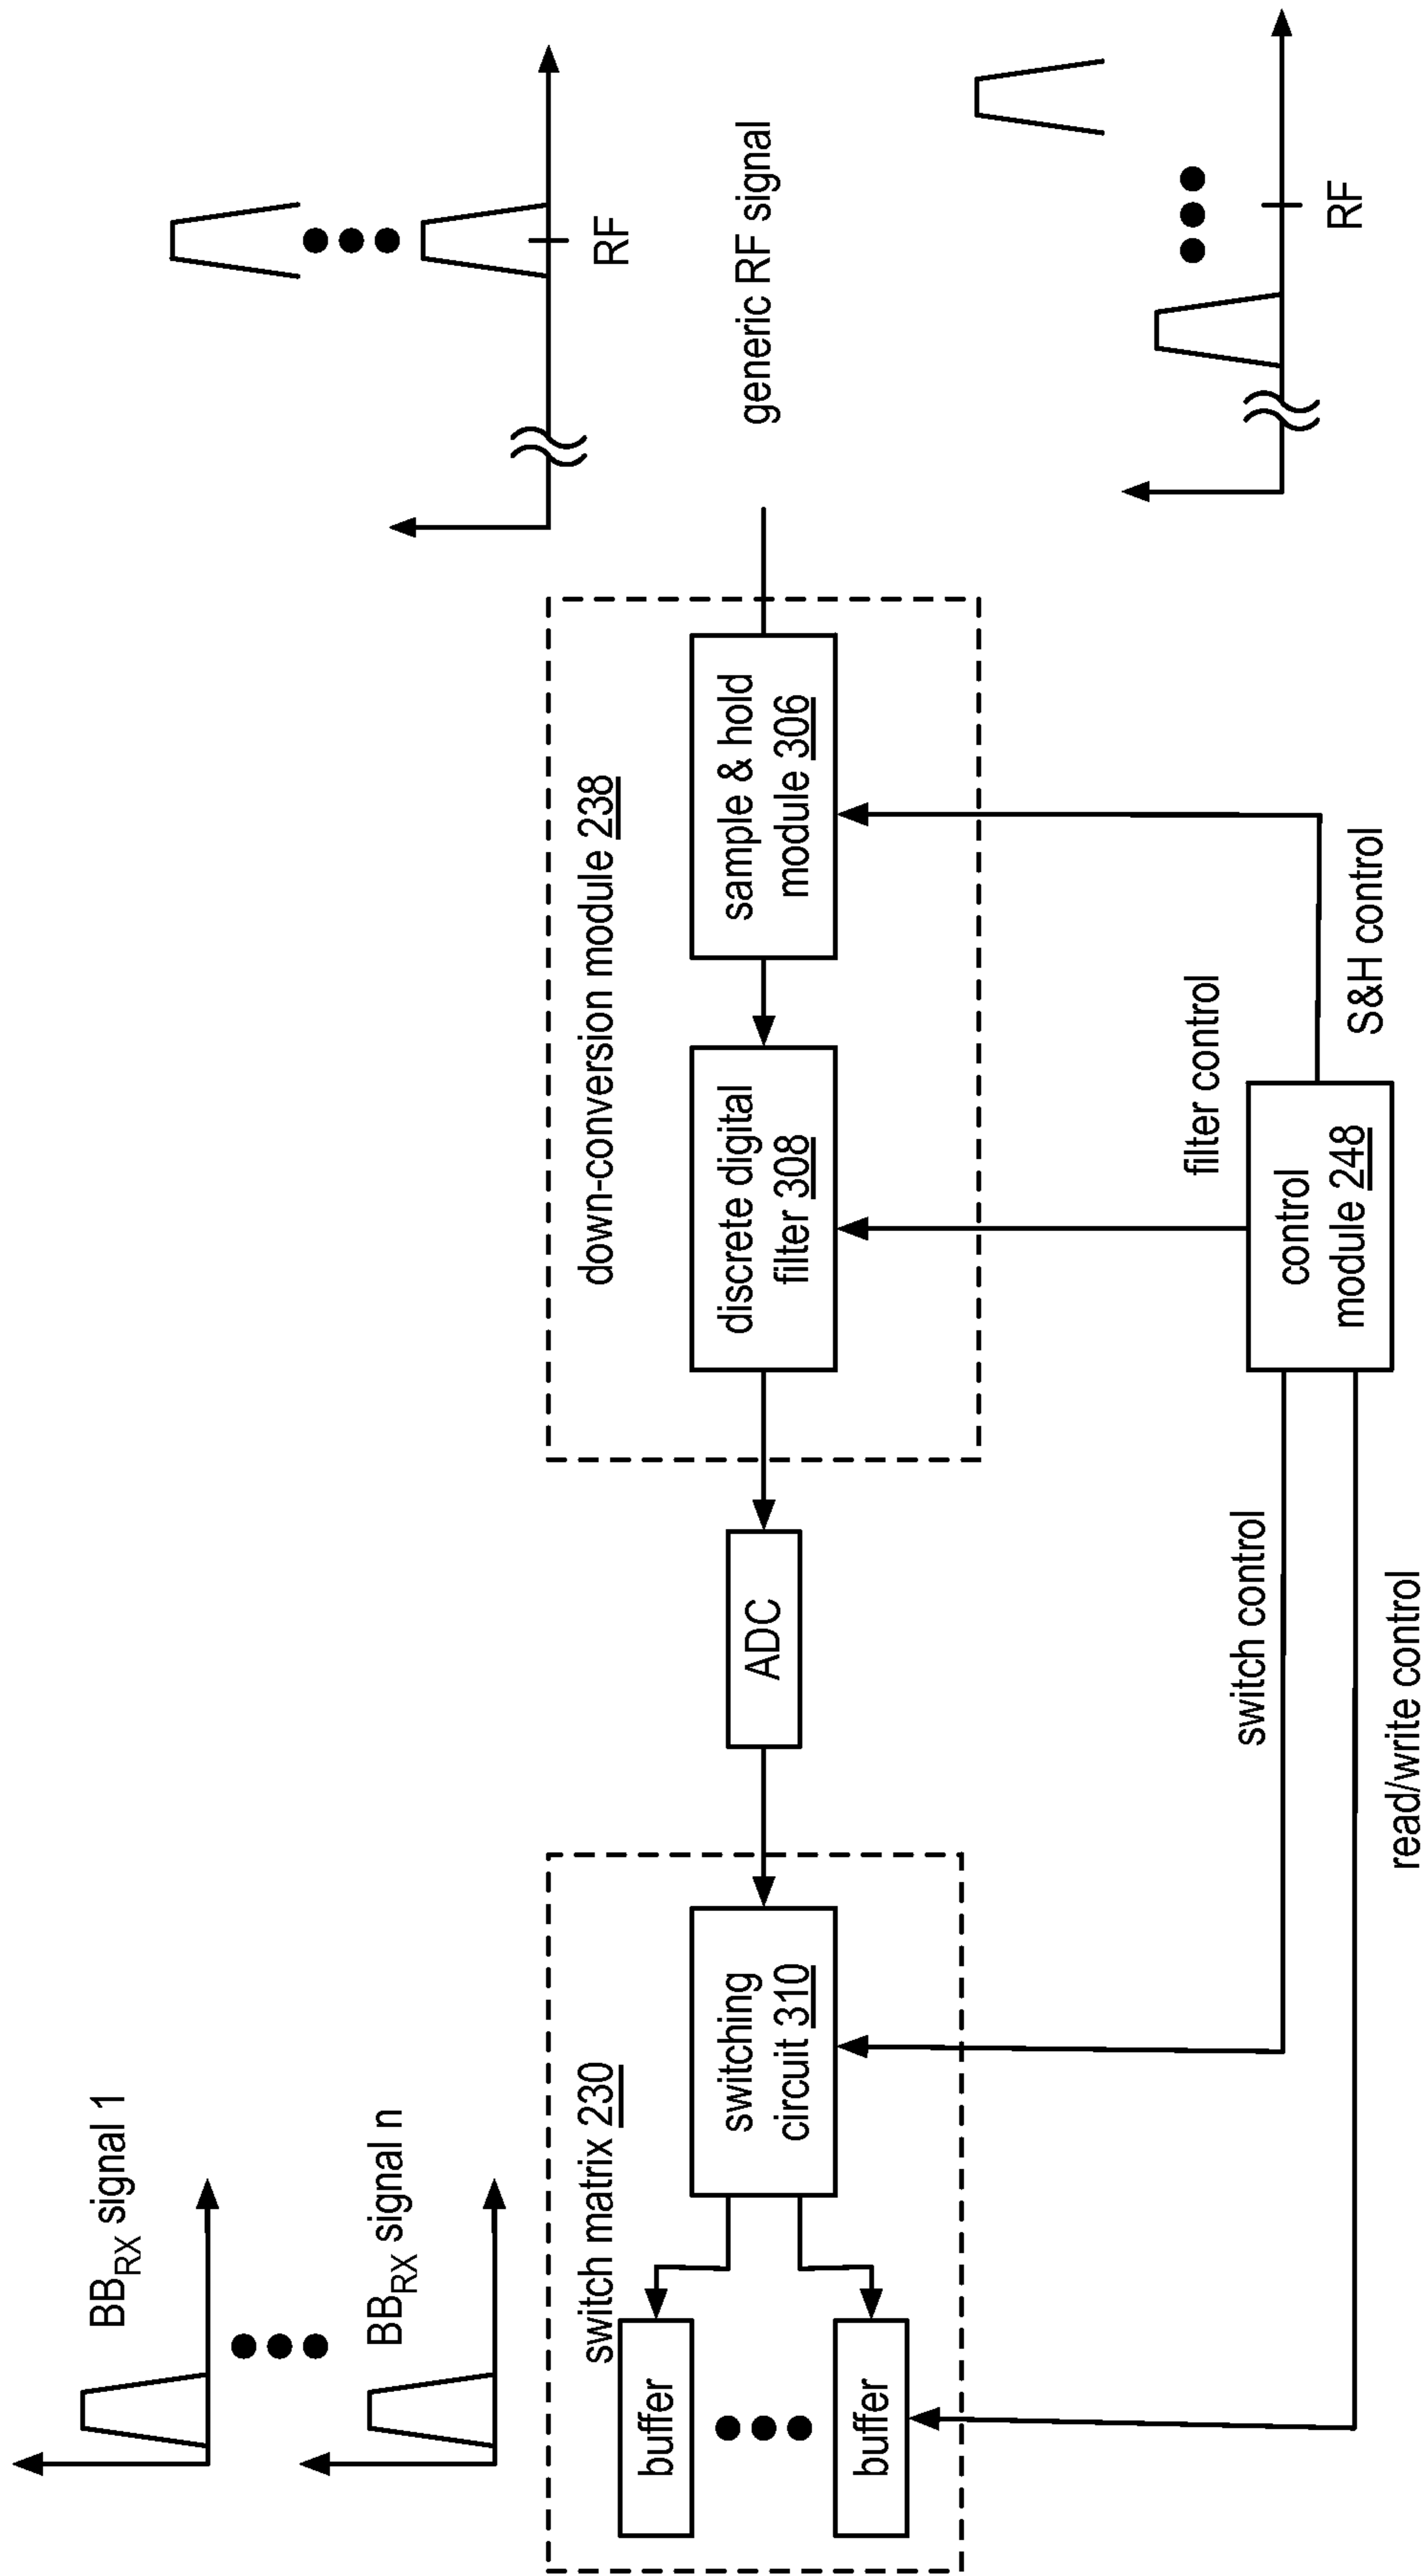 BBRX signal 1
BBRX signal n
RF
switch matrix 230
down-conversion module 238
buffer
buffer
switching
circuit 310
ADC
discrete digital
filter 308
sample & hold
module 306
generic RF signal
switch control
read/write control
control
module 248
filter control
S&H control
RF